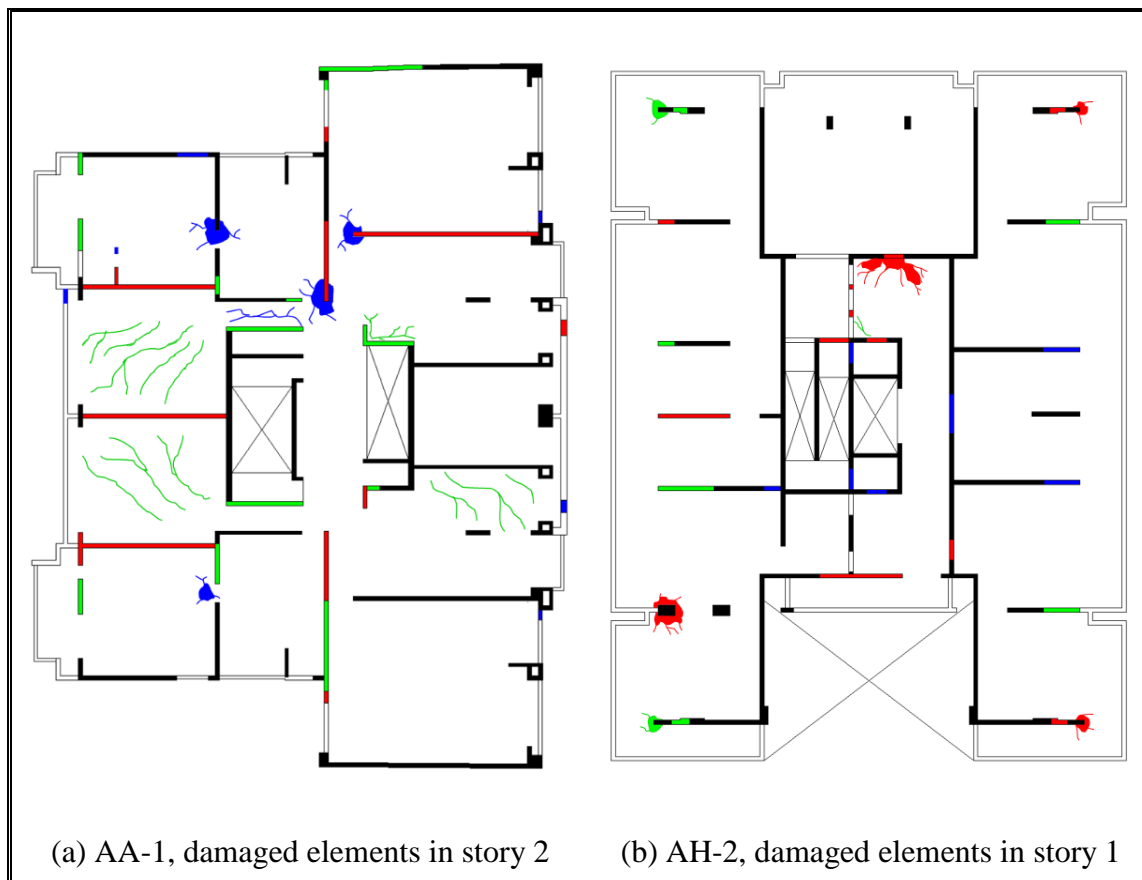 (a) AA-1, damaged elements in story 2
(b) AH-2, damaged elements in story 1